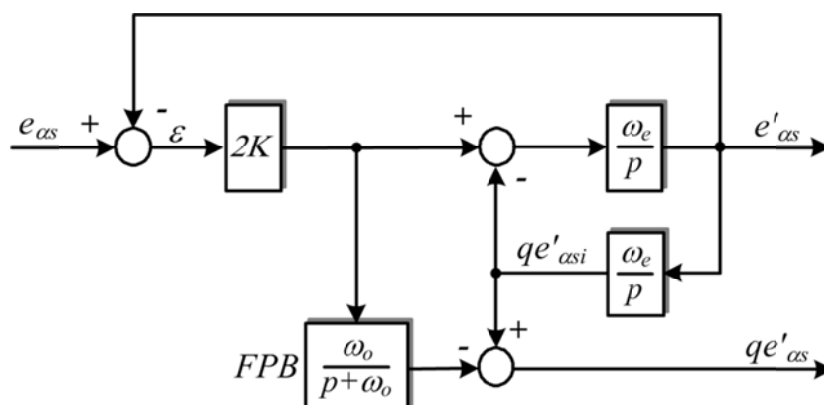 e_αs + - ε 2K + - ω_e/p e'_αs
qe'_αsi ω_e/p
FPB ω_o/(p+ω_o) - + qe'_αs